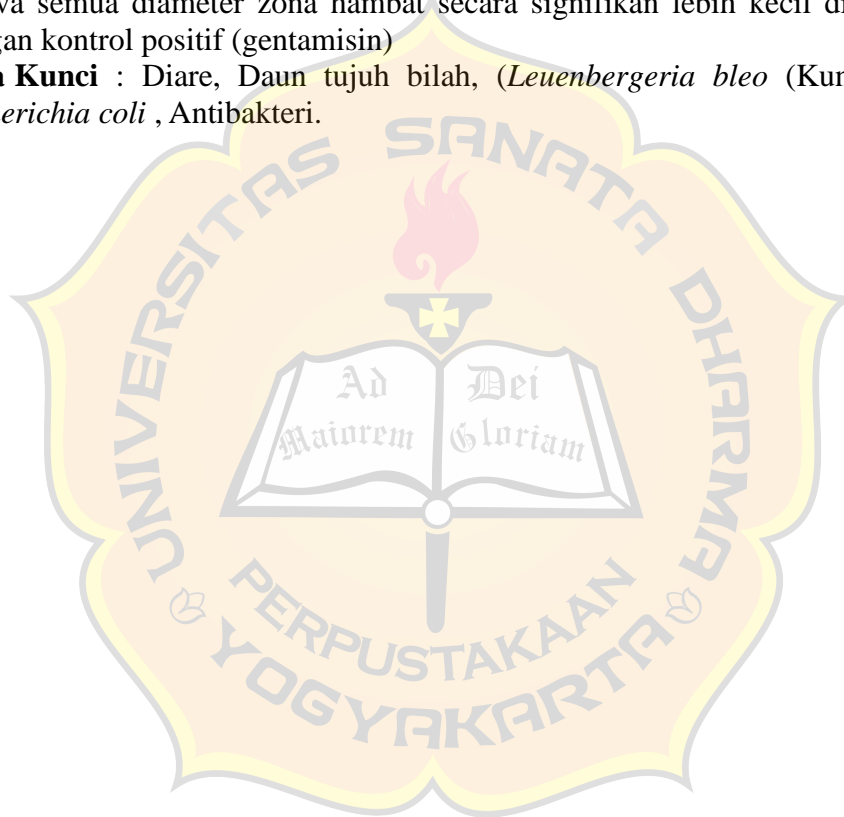 va semua diameter zona hambat secara signifikan lebih kecil di
gan kontrol positif (gentamisin)
a Kunci : Diare, Daun tujuh bilah, (Leuenbergeria bleo (Kun
erichia coli , Antibakteri.
UNIVERSITAS SANATA DHARMA
Ad Dei
Maiorem Gloriam
PERPUSTAKAAN
YOGYAKARTA